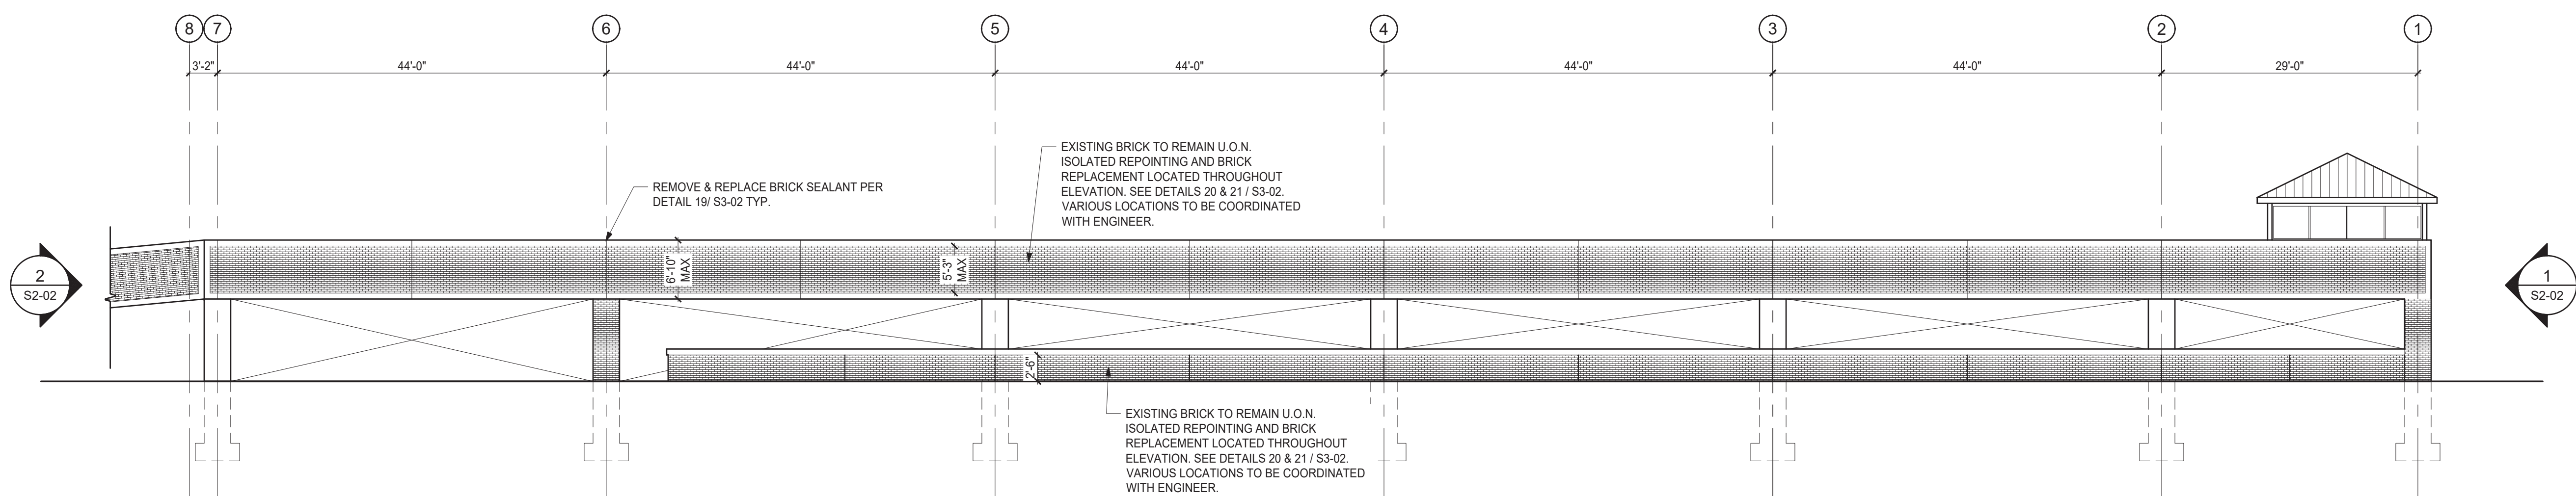 8 7 6 5 4 3 2 1
3'-2" 44'-0" 44'-0" 44'-0" 44'-0" 44'-0" 29'-0"
EXISTING BRICK TO REMAIN U.O.N.
ISOLATED REPOINTING AND BRICK
REPLACEMENT LOCATED THROUGHOUT
ELEVATION. SEE DETAILS 20 & 21 / S3-02.
VARIOUS LOCATIONS TO BE COORDINATED
WITH ENGINEER.
REMOVE & REPLACE BRICK SEALANT PER
DETAIL 19/ S3-02 TYP.
2
S2-02
6'-10"
MAX
5'-3"
MAX
1
S2-02
2'-6"
EXISTING BRICK TO REMAIN U.O.N.
ISOLATED REPOINTING AND BRICK
REPLACEMENT LOCATED THROUGHOUT
ELEVATION. SEE DETAILS 20 & 21 / S3-02.
VARIOUS LOCATIONS TO BE COORDINATED
WITH ENGINEER.